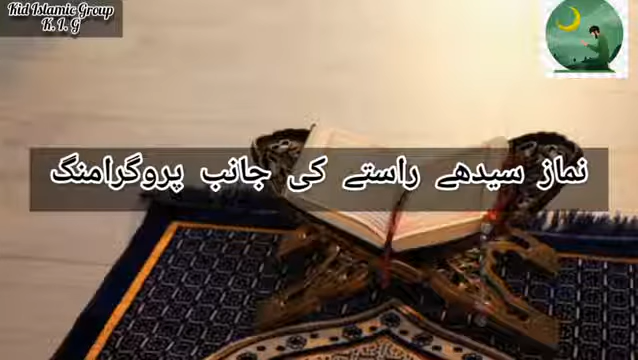 Kid Islamic Group
K. I. G
نماز سیدھے راستے کی جانب پروگرامنگ